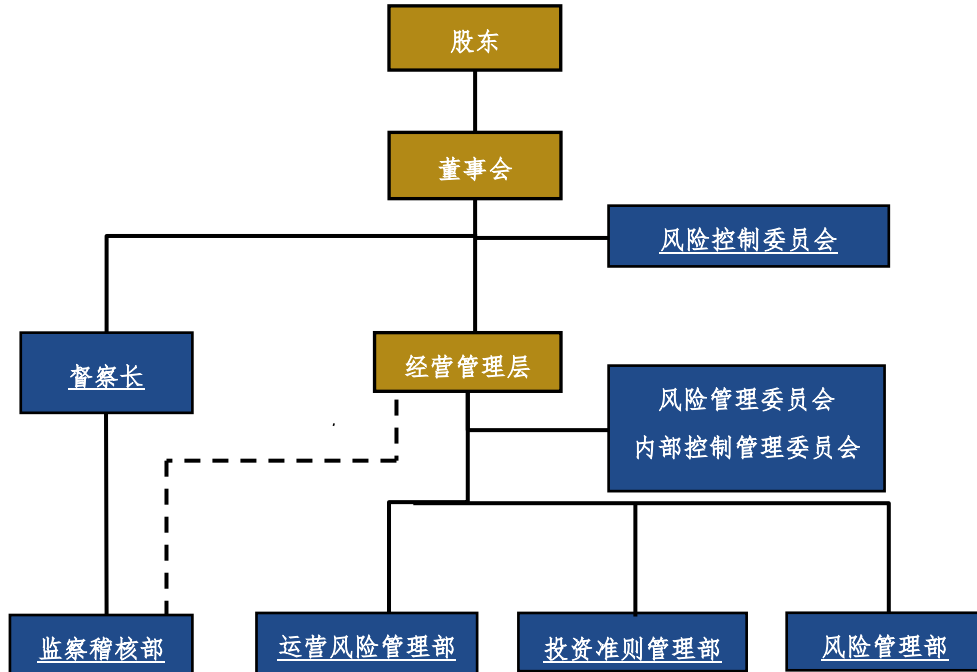 股东
董事会
风险控制委员会
督察长
经营管理层
风险管理委员会
内部控制管理委员会
监察稽核部
运营风险管理部
投资准则管理部
风险管理部